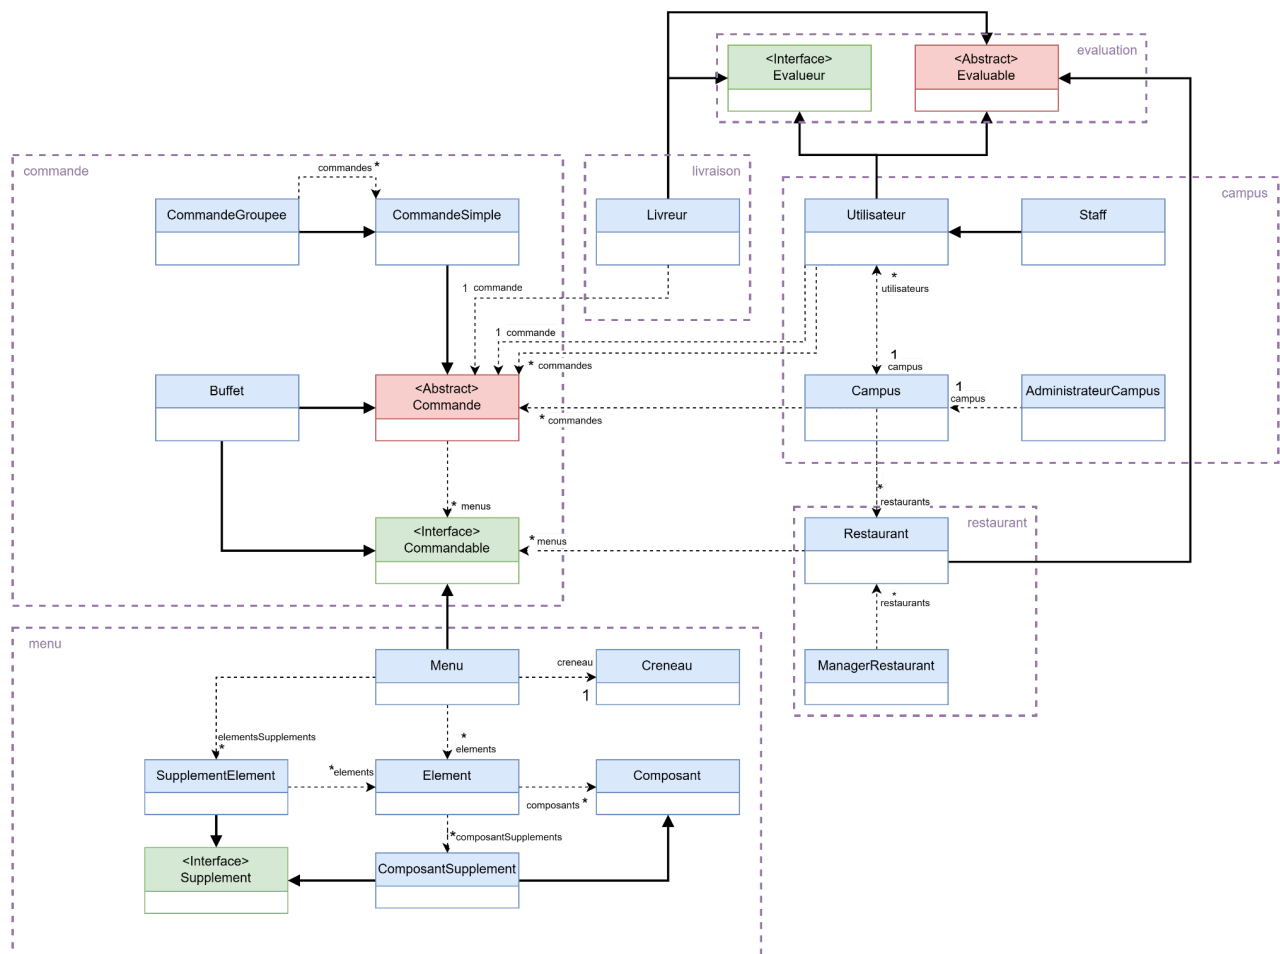 <Interface>
Evalueur
<Abstract>
Evaluable
evaluation
commande
commandes *
livraison
campus
CommandeGroupee
CommandeSimple
Livreur
Utilisateur
Staff
*
utilisateurs
1 commande
1 commande
* commandes
1
campus
Buffet
<Abstract>
Commande
Campus
1
campus
AdministrateurCampus
* commandes
* menus
*
restaurants
<Interface>
Commandable
* menus
Restaurant
restaurant
*
restaurants
menu
Menu
creneau
1
Creneau
ManagerRestaurant
elementsSupplements
*
*
elements
SupplementElement
*elements
Element
composants *
Composant
*composantSupplements
<Interface>
Supplement
ComposantSupplement